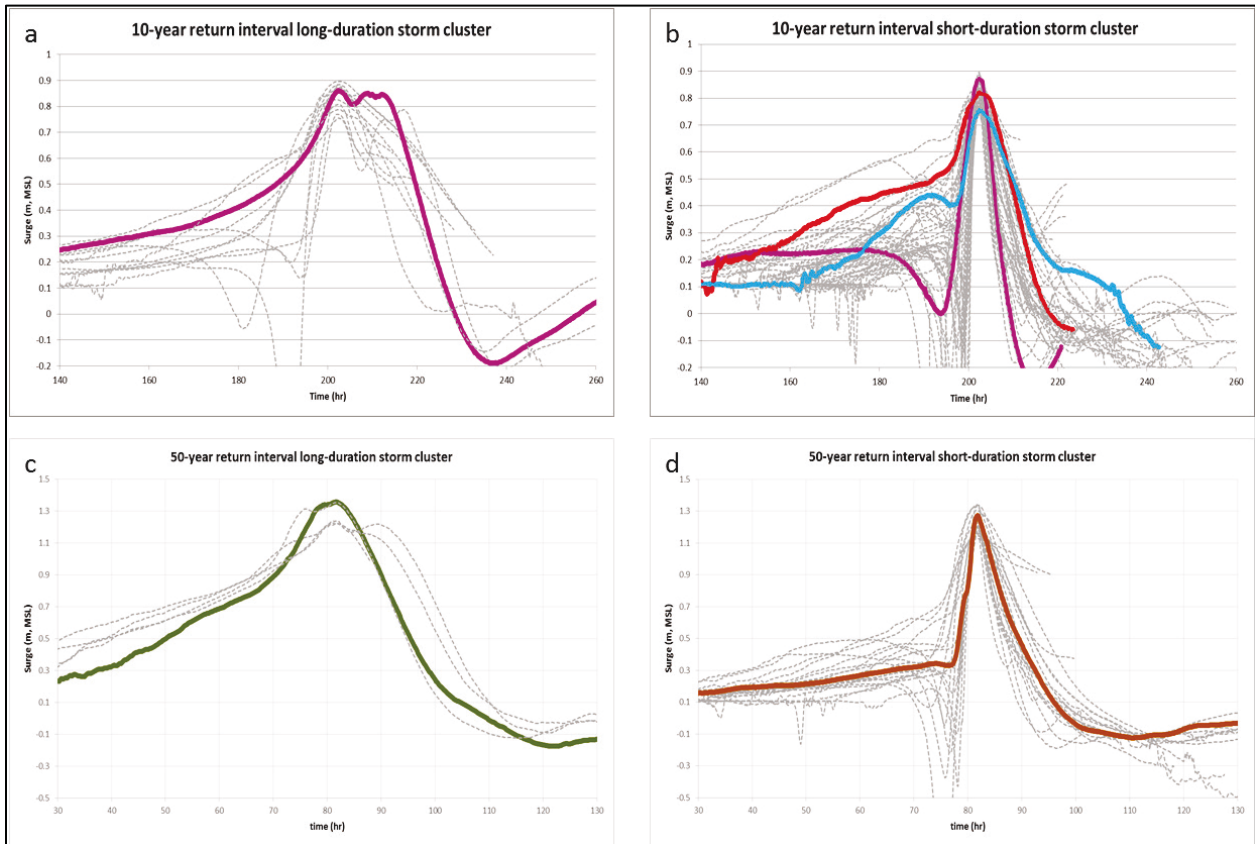 a
10-year return interval long-duration storm cluster
1
0.9
0.8
0.7
0.6
0.5
0.4
0.3
0.2
0.1
0
-0.1
-0.2
Surge (m, MSL)
140 160 180 200 220 240 260
Time (hr)
b
10-year return interval short-duration storm cluster
1
0.9
0.8
0.7
0.6
0.5
0.4
0.3
0.2
0.1
0
-0.1
-0.2
Surge (m, MSL)
140 160 180 200 220 240 260
Time (hr)
c
50-year return interval long-duration storm cluster
1.5
1.3
1.1
0.9
0.7
0.5
0.3
0.1
-0.1
-0.3
-0.5
Surge (m, MSL)
30 40 50 60 70 80 90 100 110 120 130
time (hr)
d
50-year return interval short-duration storm cluster
1.5
1.3
1.1
0.9
0.7
0.5
0.3
0.1
-0.1
-0.3
-0.5
Surge (m, MSL)
30 40 50 60 70 80 90 100 110 120 130
time (hr)